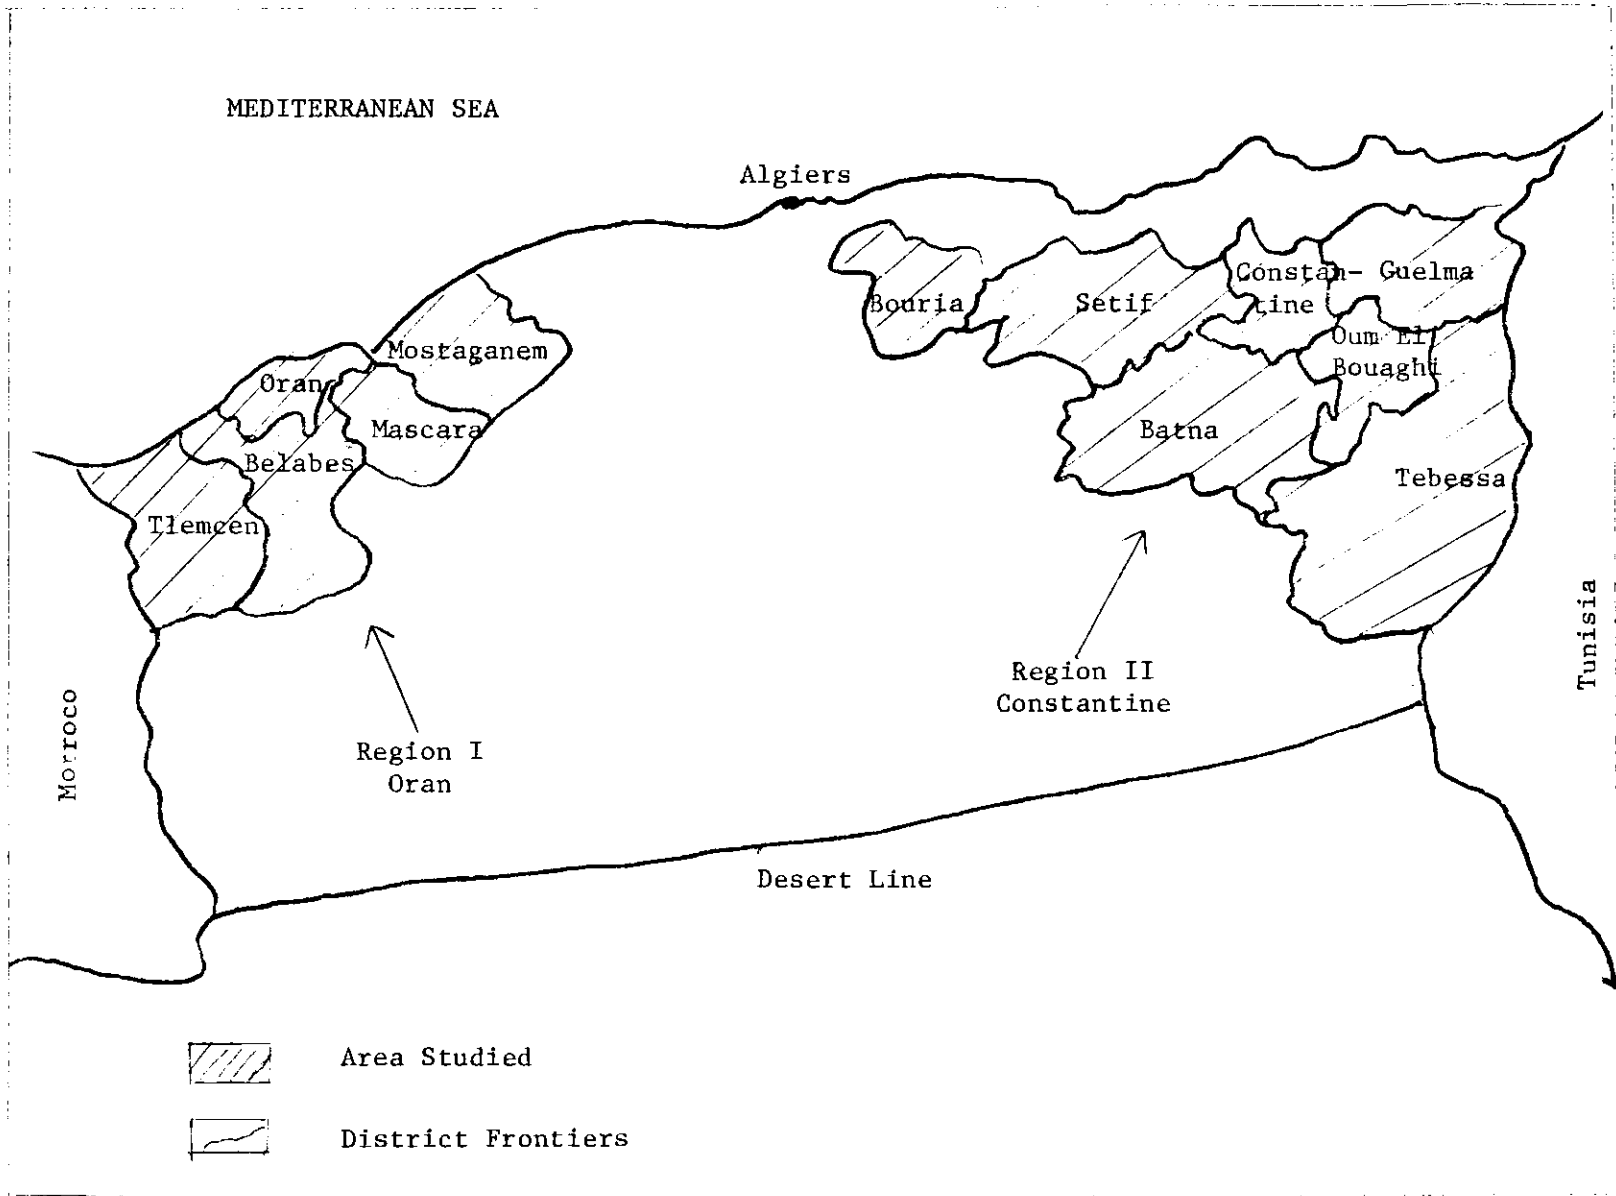 MEDITERRANEAN SEA
Algiers
Constan- Guelma
tine
Bouria
Setif
Oum El
Bouaghi
Mostaganem
Oran
Mascara
Batna
Belabes
Tebessa
Tlemcen
Tunisia
Region II
Constantine
Morroco
Region I
Oran
Desert Line
Area Studied
District Frontiers